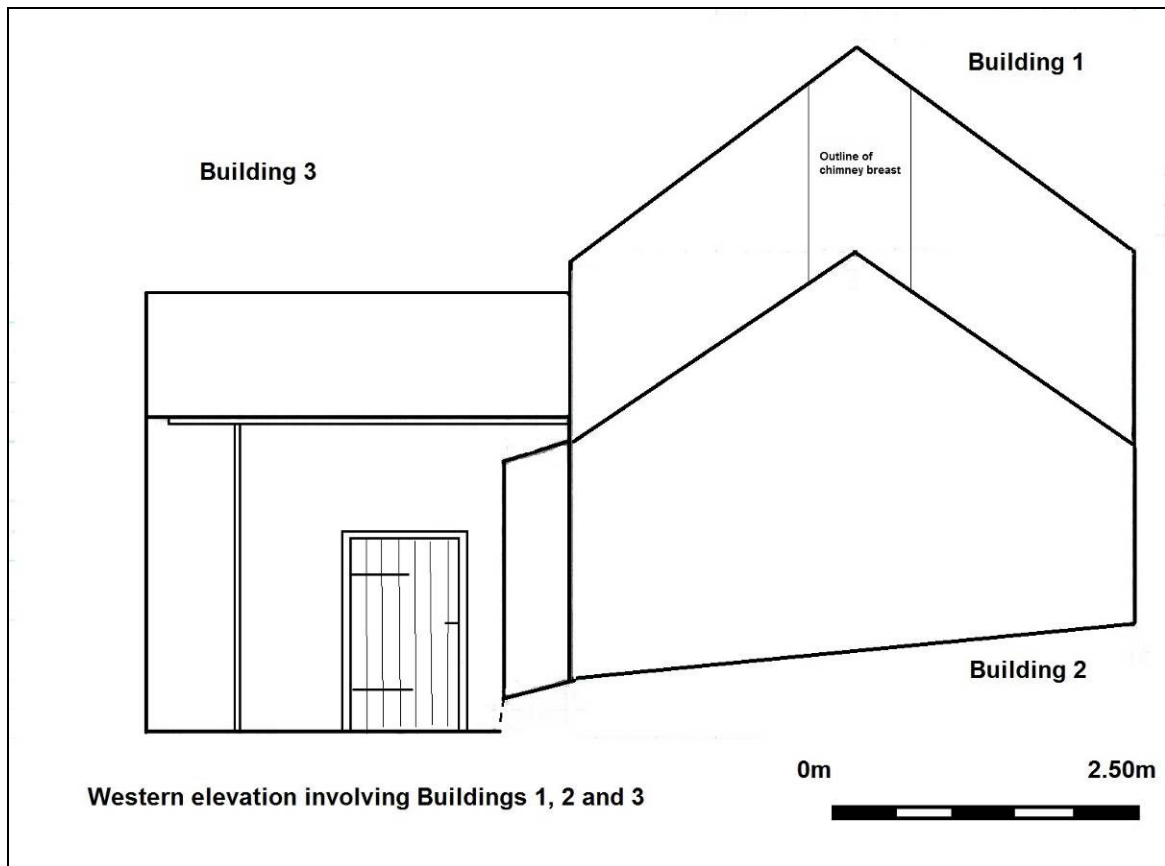 Building 1
Building 3
Outline of
chimney breast
Building 2
0m
2.50m
Western elevation involving Buildings 1, 2 and 3